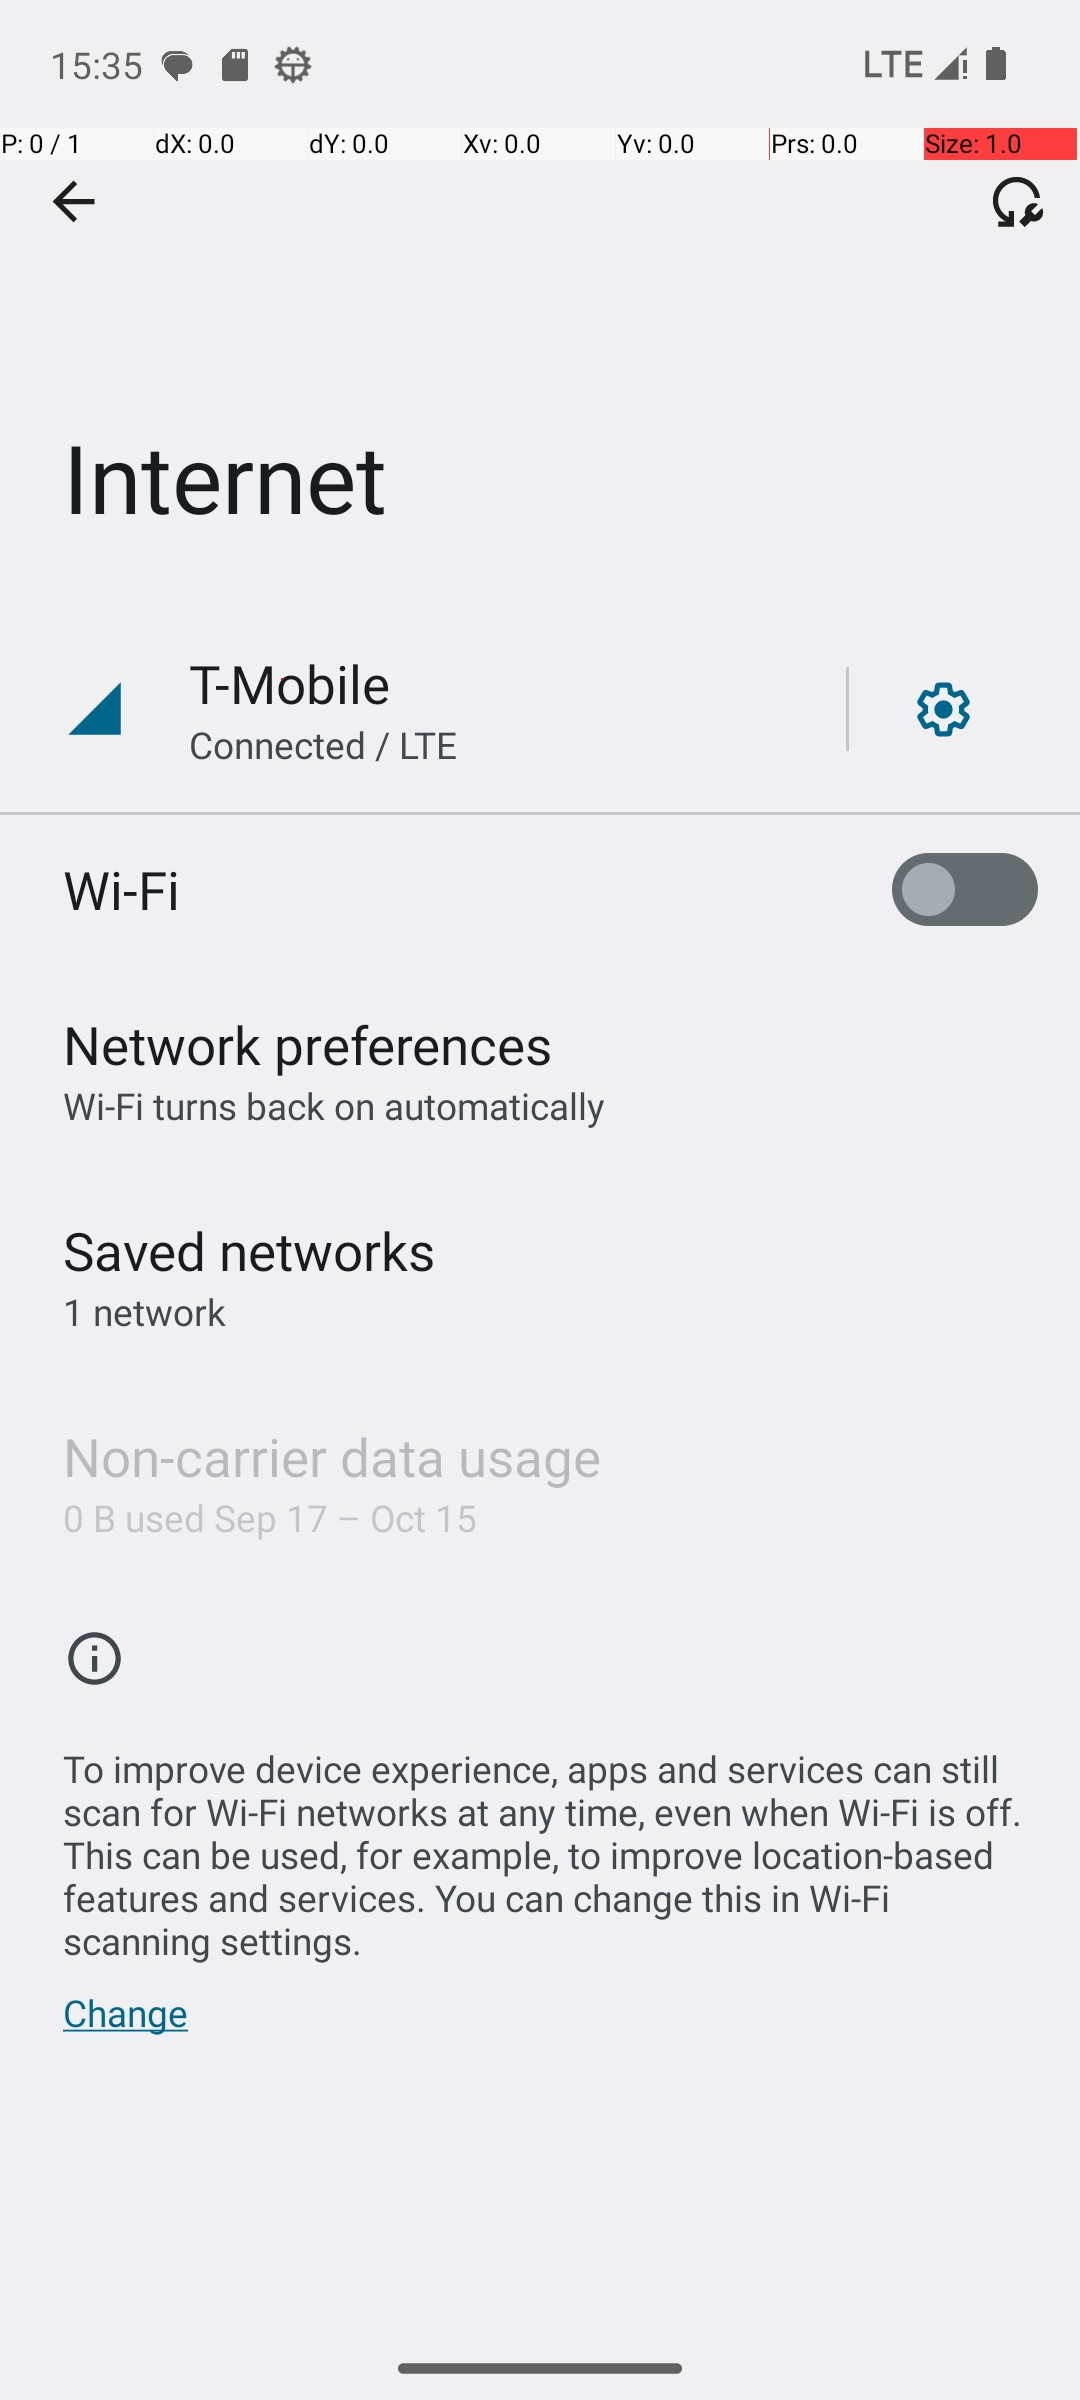 15:35
LTE
P: 0 / 1 dX: 0.0 dY: 0.0 Xv: 0.0 Yv: 0.0 Prs: 0.0 Size: 1.0
Internet
T-Mobile
Connected / LTE
Wi-Fi
Network preferences
Wi-Fi turns back on automatically
Saved networks
1 network
Non-carrier data usage
0 B used Sep 17 – Oct 15
To improve device experience, apps and services can still
scan for Wi-Fi networks at any time, even when Wi-Fi is off.
This can be used, for example, to improve location-based
features and services. You can change this in Wi-Fi
scanning settings.
Change